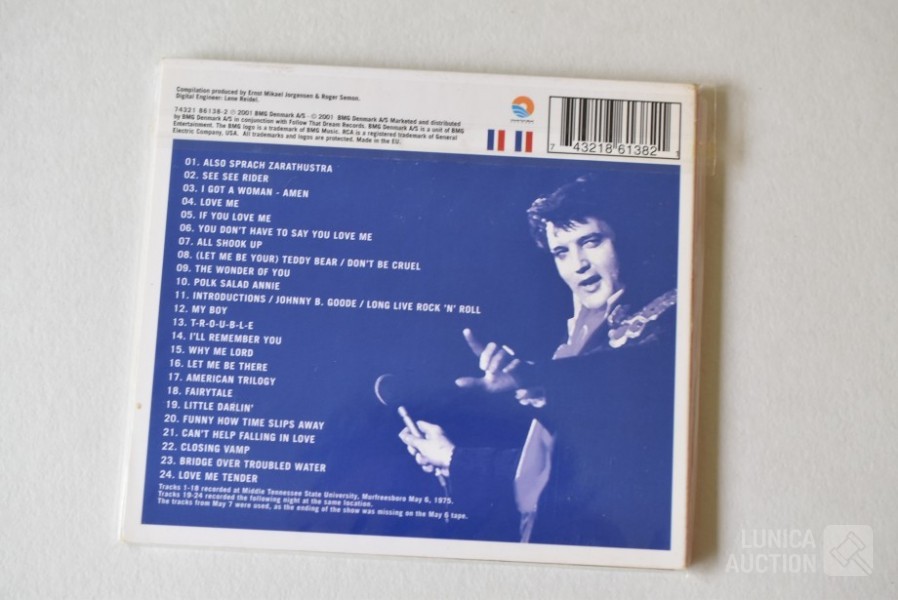 Compilation produced by Ernst Mikael Jorgensen & Roger Semon.
Digital Engineer: Lene Reidel.
74321 86138-2 ℗ 2001 BMG Denmark A/S - © 2001 BMG Denmark A/S Marketed and distributed
by BMG Denmark A/S in conjunction with Follow That Dream Records. BMG Denmark A/S is a unit of BMG
Entertainment. The BMG logo is a trademark of BMG Music. RCA is a registered trademark of General
Electric Company, USA. All trademarks and logos are protected. Made in the EU.
7 43218 61382 1
01. ALSO SPRACH ZARATHUSTRA
02. SEE SEE RIDER
03. I GOT A WOMAN - AMEN
04. LOVE ME
05. IF YOU LOVE ME
06. YOU DON'T HAVE TO SAY YOU LOVE ME
07. ALL SHOOK UP
08. (LET ME BE YOUR) TEDDY BEAR / DON'T BE CRUEL
09. THE WONDER OF YOU
10. POLK SALAD ANNIE
11. INTRODUCTIONS / JOHNNY B. GOODE / LONG LIVE ROCK 'N' ROLL
12. MY BOY
13. T-R-O-U-B-L-E
14. I'LL REMEMBER YOU
15. WHY ME LORD
16. LET ME BE THERE
17. AMERICAN TRILOGY
18. FAIRYTALE
19. LITTLE DARLIN'
20. FUNNY HOW TIME SLIPS AWAY
21. CAN'T HELP FALLING IN LOVE
22. CLOSING VAMP
23. BRIDGE OVER TROUBLED WATER
24. LOVE ME TENDER
Tracks 1-18 recorded at Middle Tennessee State University, Murfreesboro May 6, 1975.
Tracks 19-24 recorded the following night at the same location.
The tracks from May 7 were used, as the ending of the show was missing on the May 6 tape.
LUNICA
AUCTION